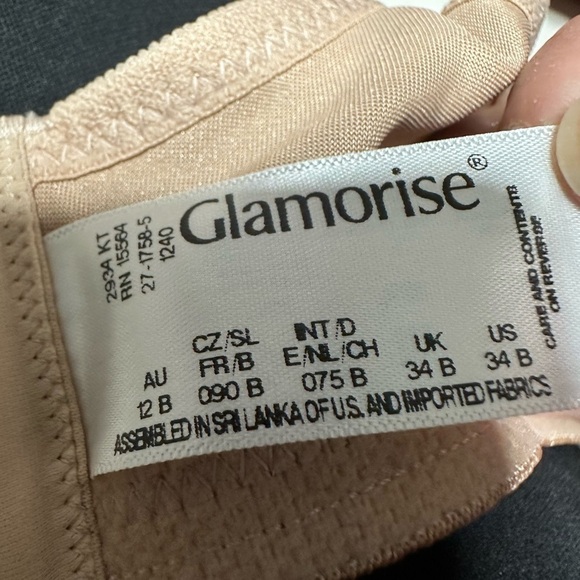 Glamorise®
2934 KT
RN 15564
27-1758-5
1240
CARE AND CONTENTS
ON REVERSE
AU
12 B
CZ/SL
FR/B
090 B
INT/D
E/NL/CH
075 B
UK
34 B
US
34 B
ASSEMBLED IN SRI LANKA OF U.S. AND IMPORTED FABRICS